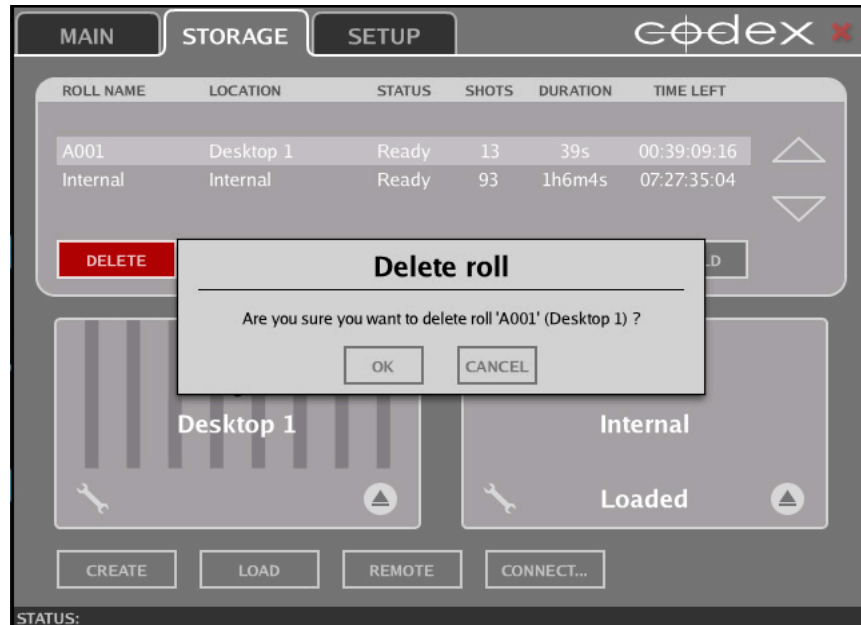 MAIN STORAGE SETUP codex
ROLL NAME LOCATION STATUS SHOTS DURATION TIME LEFT
A001 Desktop 1 Ready 13 39s 00:39:09:16
Internal Internal Ready 93 1h6m4s 07:27:35:04
DELETE LD
Delete roll
Are you sure you want to delete roll 'A001' (Desktop 1) ?
OK CANCEL
Desktop 1 Internal
Loaded
CREATE LOAD REMOTE CONNECT...
STATUS: